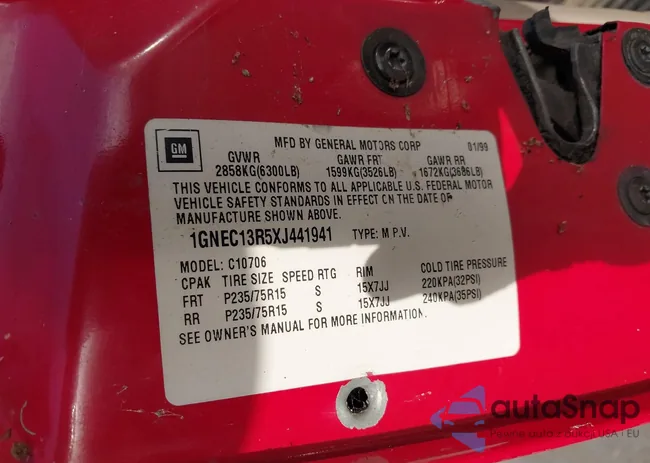 GM
MFD BY GENERAL MOTORS CORP 01/99
GVWR GAWR FRT GAWR RR
2858KG(6300LB) 1599KG(3526LB) 1672KG(3686LB)
THIS VEHICLE CONFORMS TO ALL APPLICABLE U.S. FEDERAL MOTOR
VEHICLE SAFETY STANDARDS IN EFFECT ON THE DATE OF
MANUFACTURE SHOWN ABOVE.
1GNEC13R5XJ441941 TYPE: M.P.V.
MODEL: C10706
CPAK TIRE SIZE SPEED RTG RIM COLD TIRE PRESSURE
FRT P235/75R15 S 15X7JJ 220KPA(32PSI)
RR P235/75R15 S 15X7JJ 240KPA(35PSI)
SEE OWNER'S MANUAL FOR MORE INFORMATION.
autaSnap
USA • EU